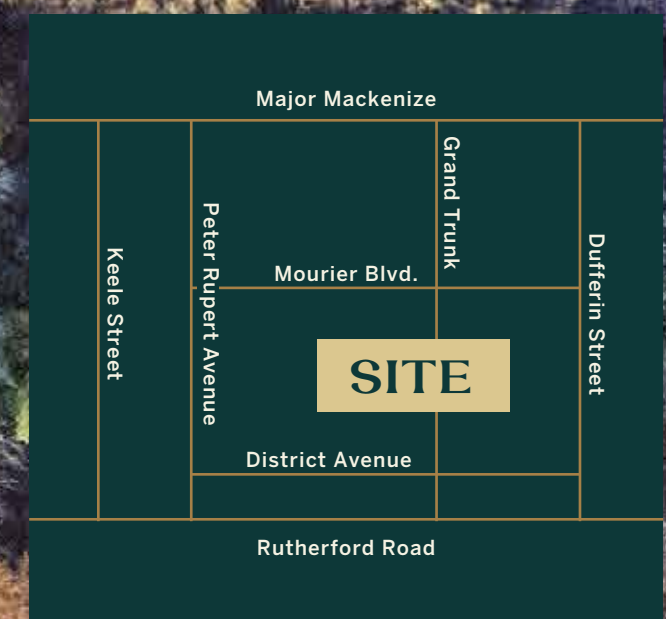 Major Mackenize
Grand Trunk
Peter Rupert Avenue
Dufferin Street
Keele Street
Mourier Blvd.
SITE
District Avenue
Rutherford Road